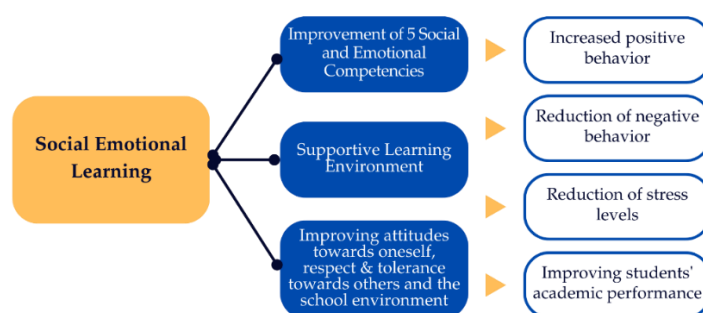 Social Emotional
Learning
Improvement of 5 Social
and Emotional
Competencies
Supportive Learning
Environment
Improving attitudes
towards oneself,
respect & tolerance
towards others and the
school environment
Increased positive
behavior
Reduction of negative
behavior
Reduction of stress
levels
Improving students'
academic performance